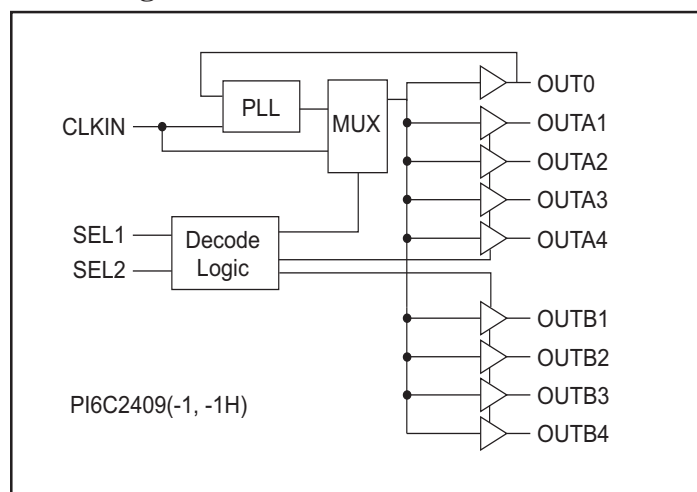 PLL
MUX
CLKIN
OUT0
OUTA1
OUTA2
OUTA3
SEL1
Decode
Logic
OUTA4
SEL2
OUTB1
OUTB2
OUTB3
PI6C2409(-1, -1H)
OUTB4